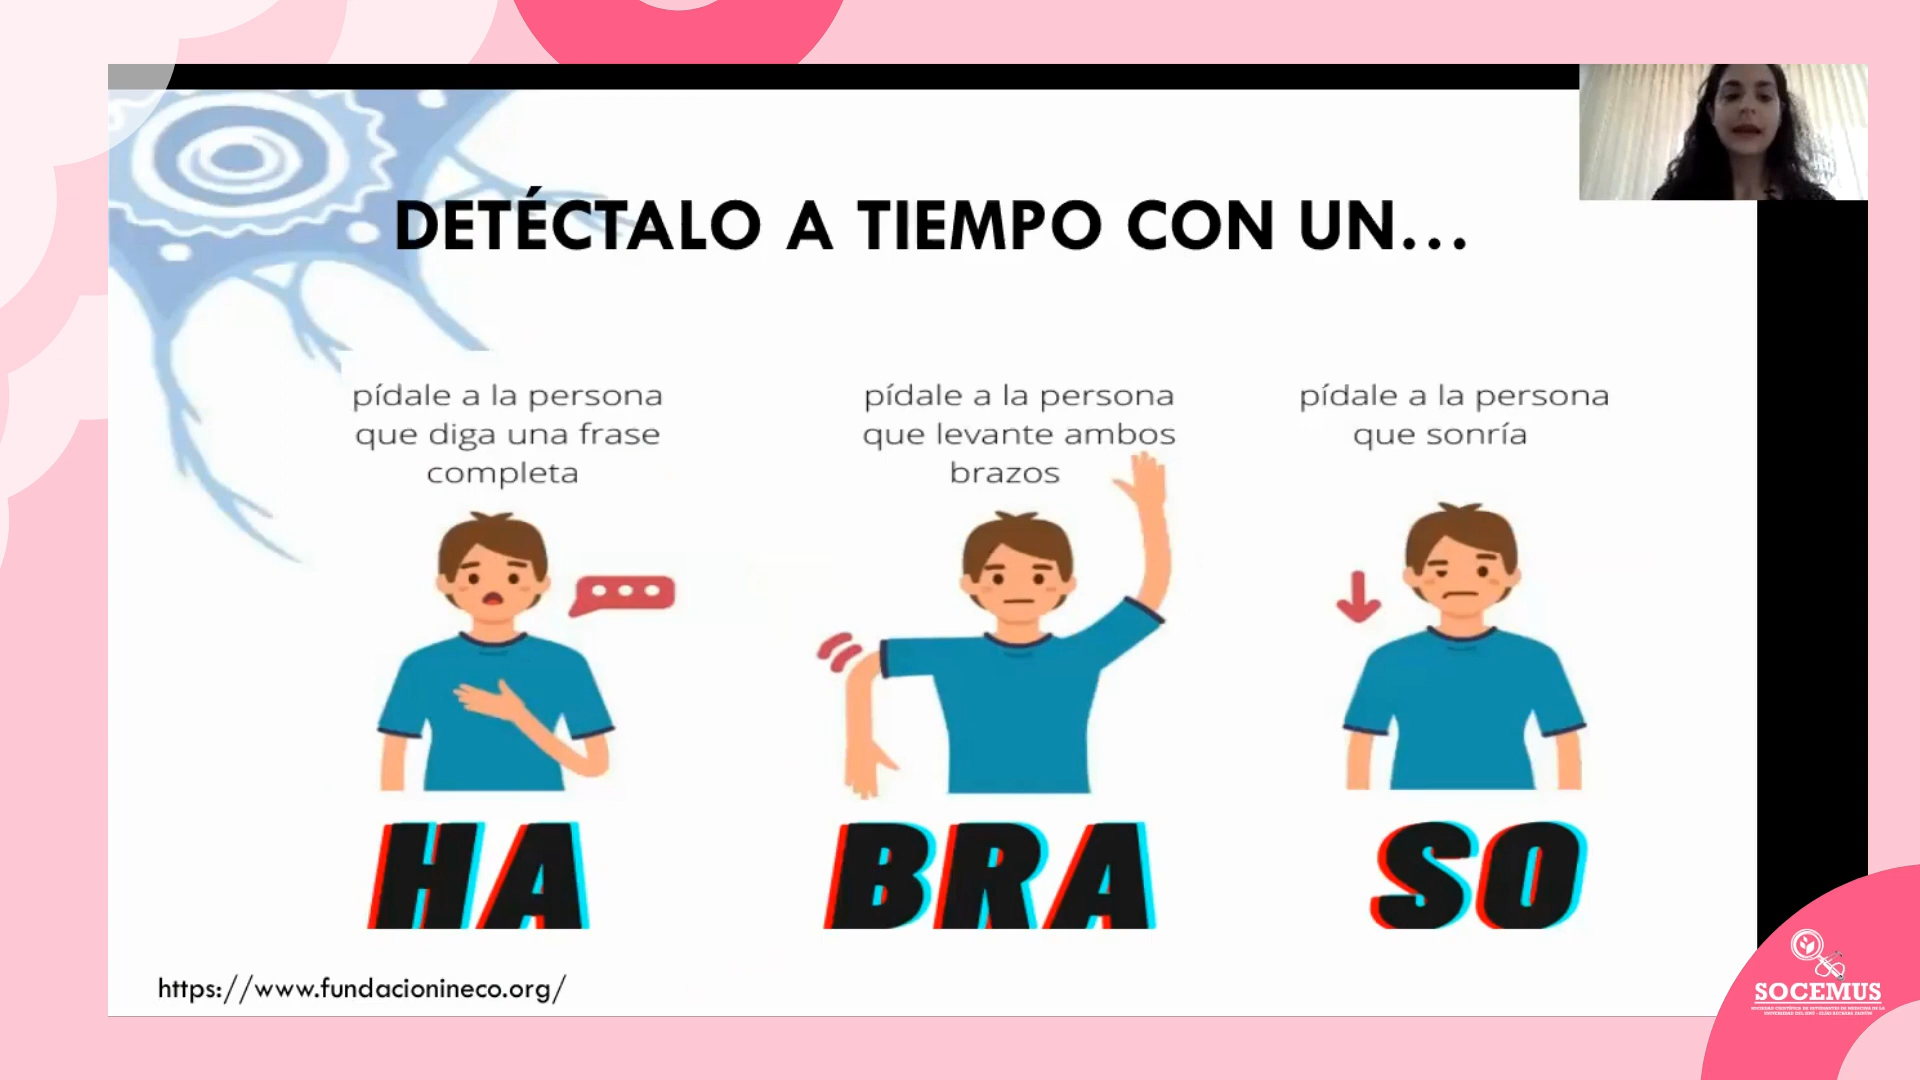 DETÉCTALO A TIEMPO CON UN...
pídale a la persona
que diga una frase
completa
pídale a la persona
que levante ambos
brazos
pídale a la persona
que sonría
HA
BRA
SO
https://www.fundacionineco.org/
SOCEMUS